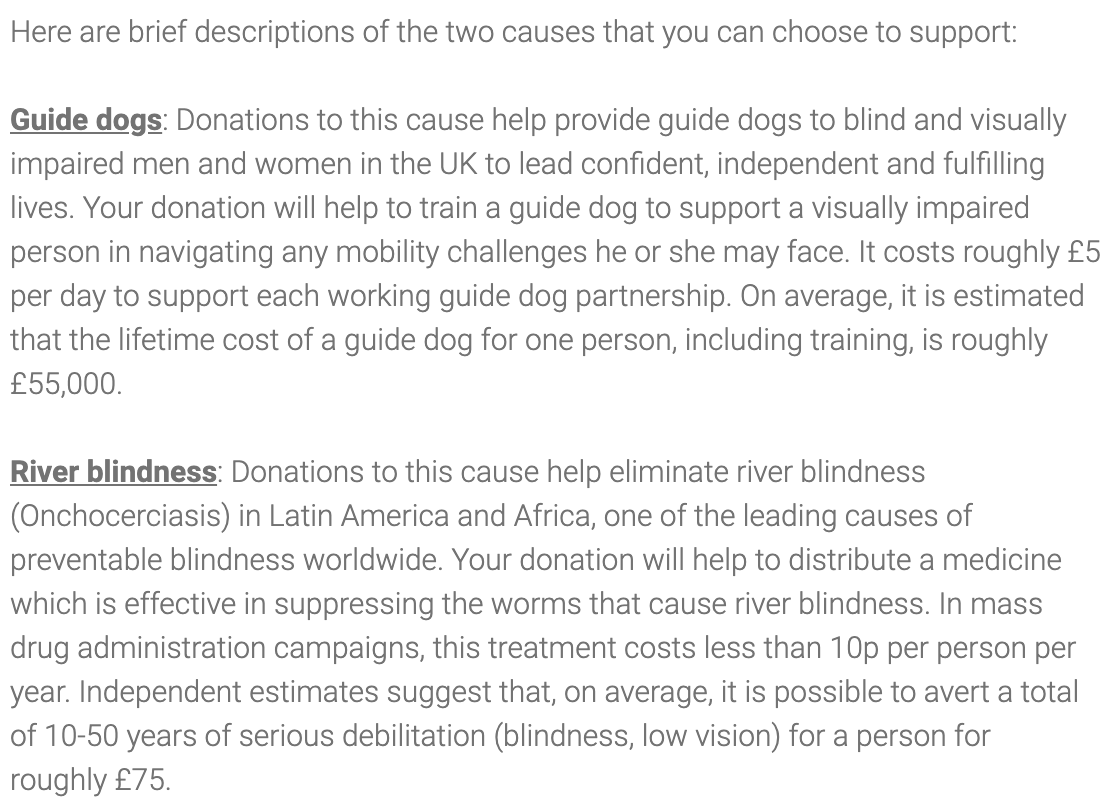 Here are brief descriptions of the two causes that you can choose to support:
Guide dogs: Donations to this cause help provide guide dogs to blind and visually
impaired men and women in the UK to lead confident, independent and fulfilling
lives. Your donation will help to train a guide dog to support a visually impaired
person in navigating any mobility challenges he or she may face. It costs roughly £5
per day to support each working guide dog partnership. On average, it is estimated
that the lifetime cost of a guide dog for one person, including training, is roughly
£55,000.
River blindness: Donations to this cause help eliminate river blindness
(Onchocerciasis) in Latin America and Africa, one of the leading causes of
preventable blindness worldwide. Your donation will help to distribute a medicine
which is effective in suppressing the worms that cause river blindness. In mass
drug administration campaigns, this treatment costs less than 10p per person per
year. Independent estimates suggest that, on average, it is possible to avert a total
of 10-50 years of serious debilitation (blindness, low vision) for a person for
roughly £75.